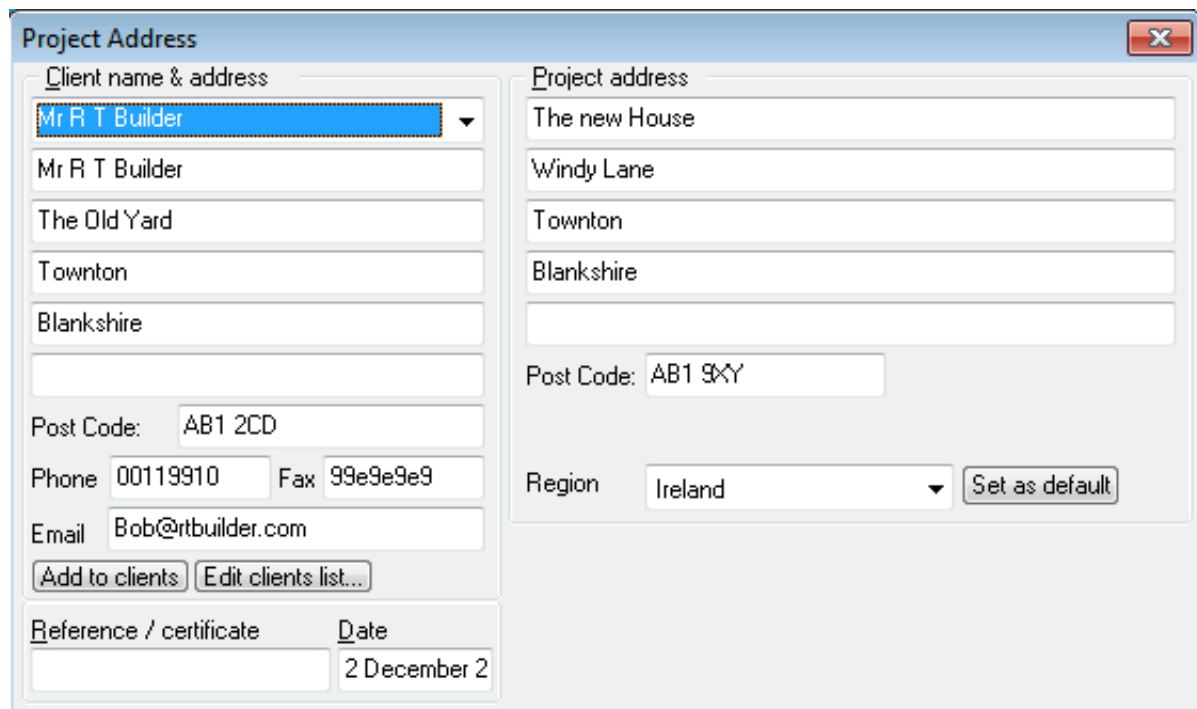 Project Address
Client name & address
Mr R T Builder
Mr R T Builder
The Old Yard
Townton
Blankshire
Post Code: AB1 2CD
Phone 00119910 Fax 99e9e9e9
Email Bob@rtbuilder.com
Add to clients Edit clients list...
Reference / certificate Date
2 December 2
Project address
The new House
Windy Lane
Townton
Blankshire
Post Code: AB1 9XY
Region Ireland Set as default